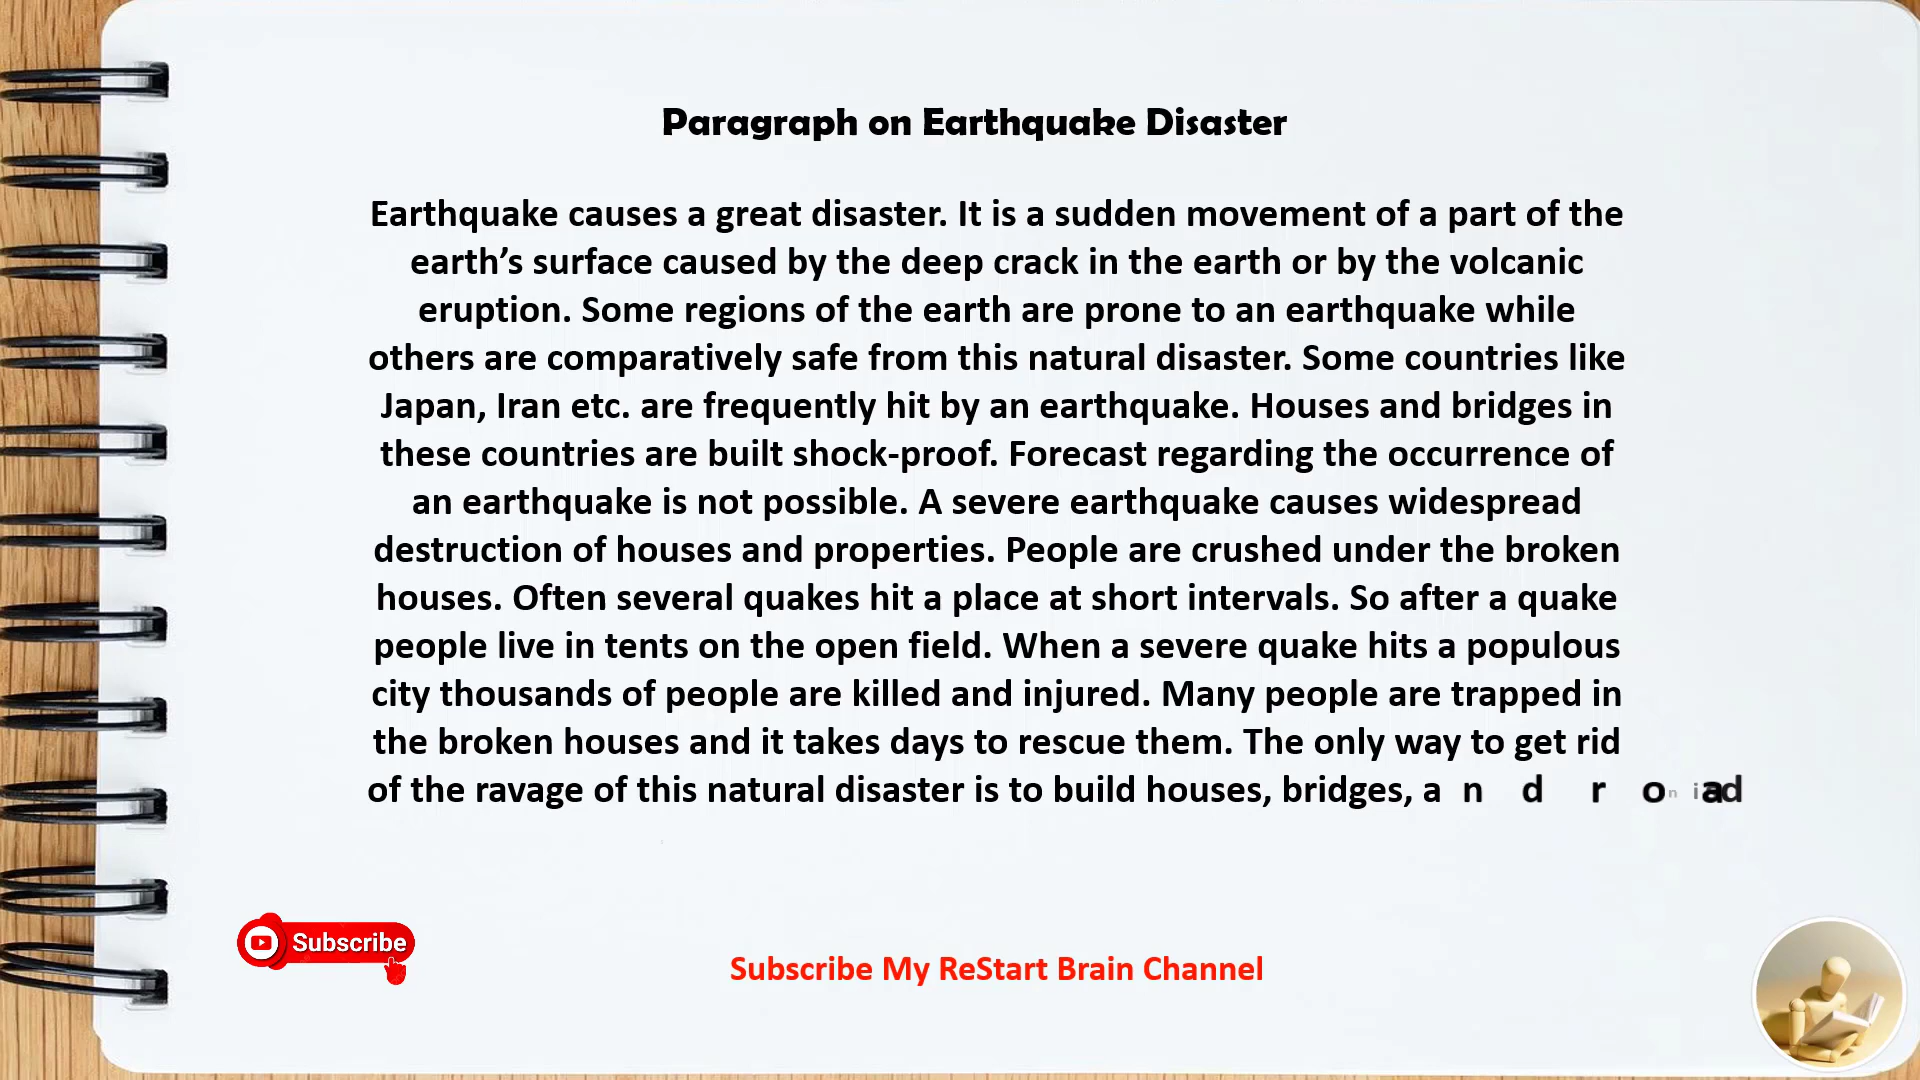 Paragraph on Earthquake Disaster
Earthquake causes a great disaster. It is a sudden movement of a part of the
earth’s surface caused by the deep crack in the earth or by the volcanic
eruption. Some regions of the earth are prone to an earthquake while
others are comparatively safe from this natural disaster. Some countries like
Japan, Iran etc. are frequently hit by an earthquake. Houses and bridges in
these countries are built shock-proof. Forecast regarding the occurrence of
an earthquake is not possible. A severe earthquake causes widespread
destruction of houses and properties. People are crushed under the broken
houses. Often several quakes hit a place at short intervals. So after a quake
people live in tents on the open field. When a severe quake hits a populous
city thousands of people are killed and injured. Many people are trapped in
the broken houses and it takes days to rescue them. The only way to get rid
of the ravage of this natural disaster is to build houses, bridges, and
Subscribe
Subscribe My ReStart Brain Channel